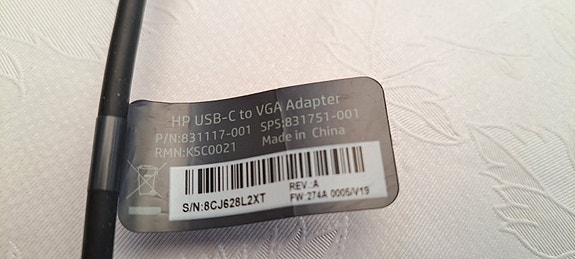 HP USB-C to VGA Adapter
P/N:831117-001 SPS:831751-001
RMN:KSC0021 Made in China
REV.:A
S/N:8CJ628L2XT FW:274A 0005/V19